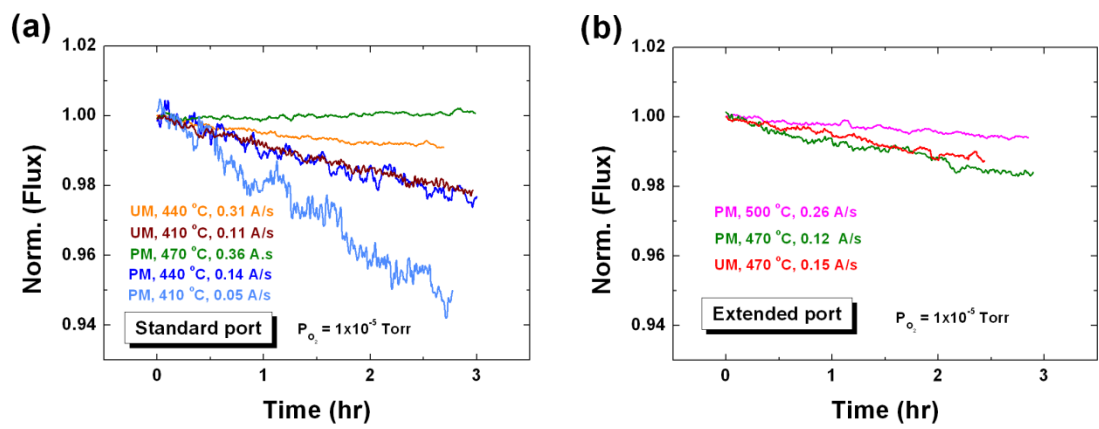 (a)
1.02
1.00
0.98
0.96
0.94
Norm. (Flux)
UM, 440 °C, 0.31 A/s
UM, 410 °C, 0.11 A/s
PM, 470 °C, 0.36 A.s
PM, 440 °C, 0.14 A/s
PM, 410 °C, 0.05 A/s
Standard port
P_O₂ = 1x10⁻⁵ Torr
0 1 2 3
Time (hr)
(b)
1.02
1.00
0.98
0.96
0.94
Norm. (Flux)
PM, 500 °C, 0.26 A/s
PM, 470 °C, 0.12 A/s
UM, 470 °C, 0.15 A/s
Extended port
P_O₂ = 1x10⁻⁵ Torr
0 1 2 3
Time (hr)